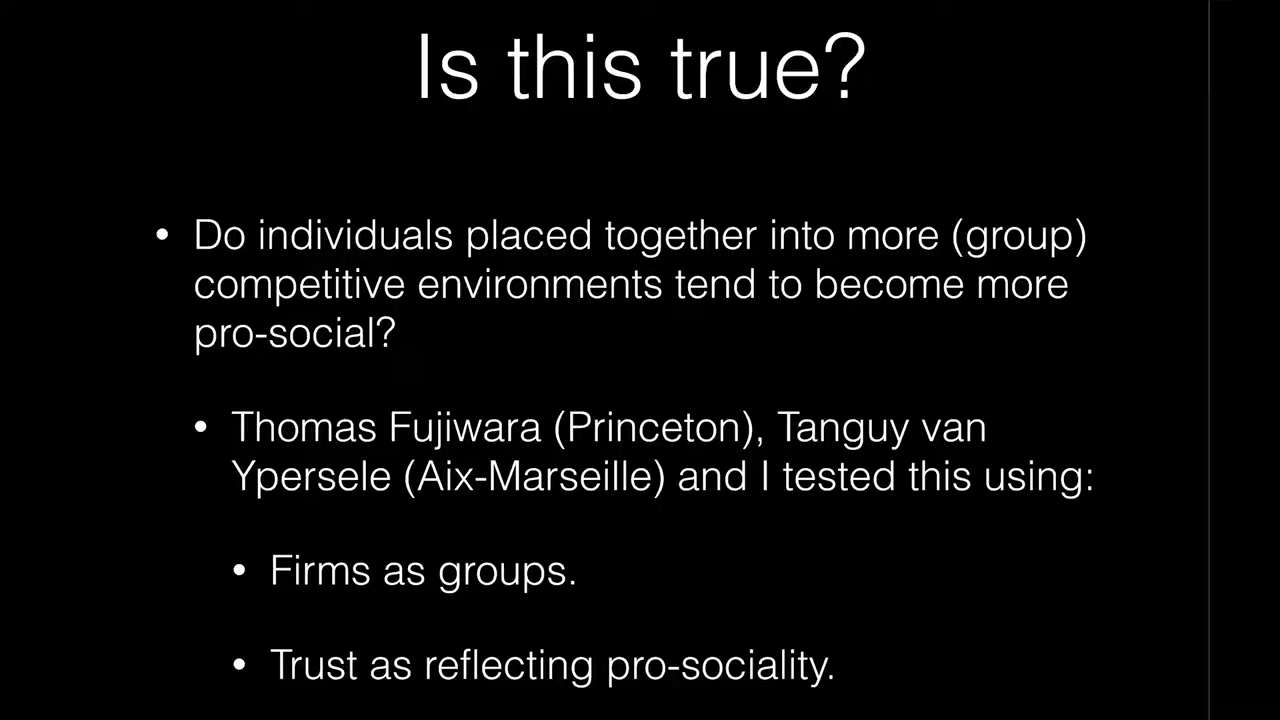 Is this true?
• Do individuals placed together into more (group)
competitive environments tend to become more
pro-social?
• Thomas Fujiwara (Princeton), Tanguy van
Ypersele (Aix-Marseille) and I tested this using:
• Firms as groups.
• Trust as reflecting pro-sociality.